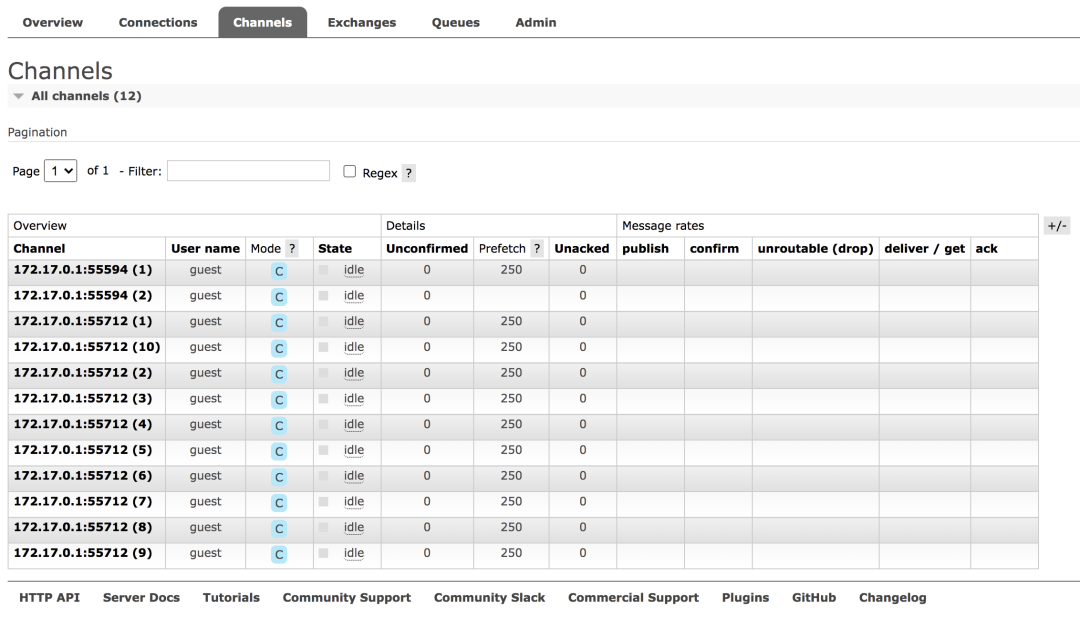 Overview Connections Channels Exchanges Queues Admin
Channels
All channels (12)
Pagination
Page 1 of 1 - Filter: Regex ?
Overview Details Message rates +/-
Channel User name Mode ? State Unconfirmed Prefetch ? Unacked publish confirm unroutable (drop) deliver / get ack
172.17.0.1:55594 (1) guest C idle 0 250 0
172.17.0.1:55594 (2) guest C idle 0 0
172.17.0.1:55712 (1) guest C idle 0 250 0
172.17.0.1:55712 (10) guest C idle 0 250 0
172.17.0.1:55712 (2) guest C idle 0 250 0
172.17.0.1:55712 (3) guest C idle 0 250 0
172.17.0.1:55712 (4) guest C idle 0 250 0
172.17.0.1:55712 (5) guest C idle 0 250 0
172.17.0.1:55712 (6) guest C idle 0 250 0
172.17.0.1:55712 (7) guest C idle 0 250 0
172.17.0.1:55712 (8) guest C idle 0 250 0
172.17.0.1:55712 (9) guest C idle 0 250 0
HTTP API Server Docs Tutorials Community Support Community Slack Commercial Support Plugins GitHub Changelog